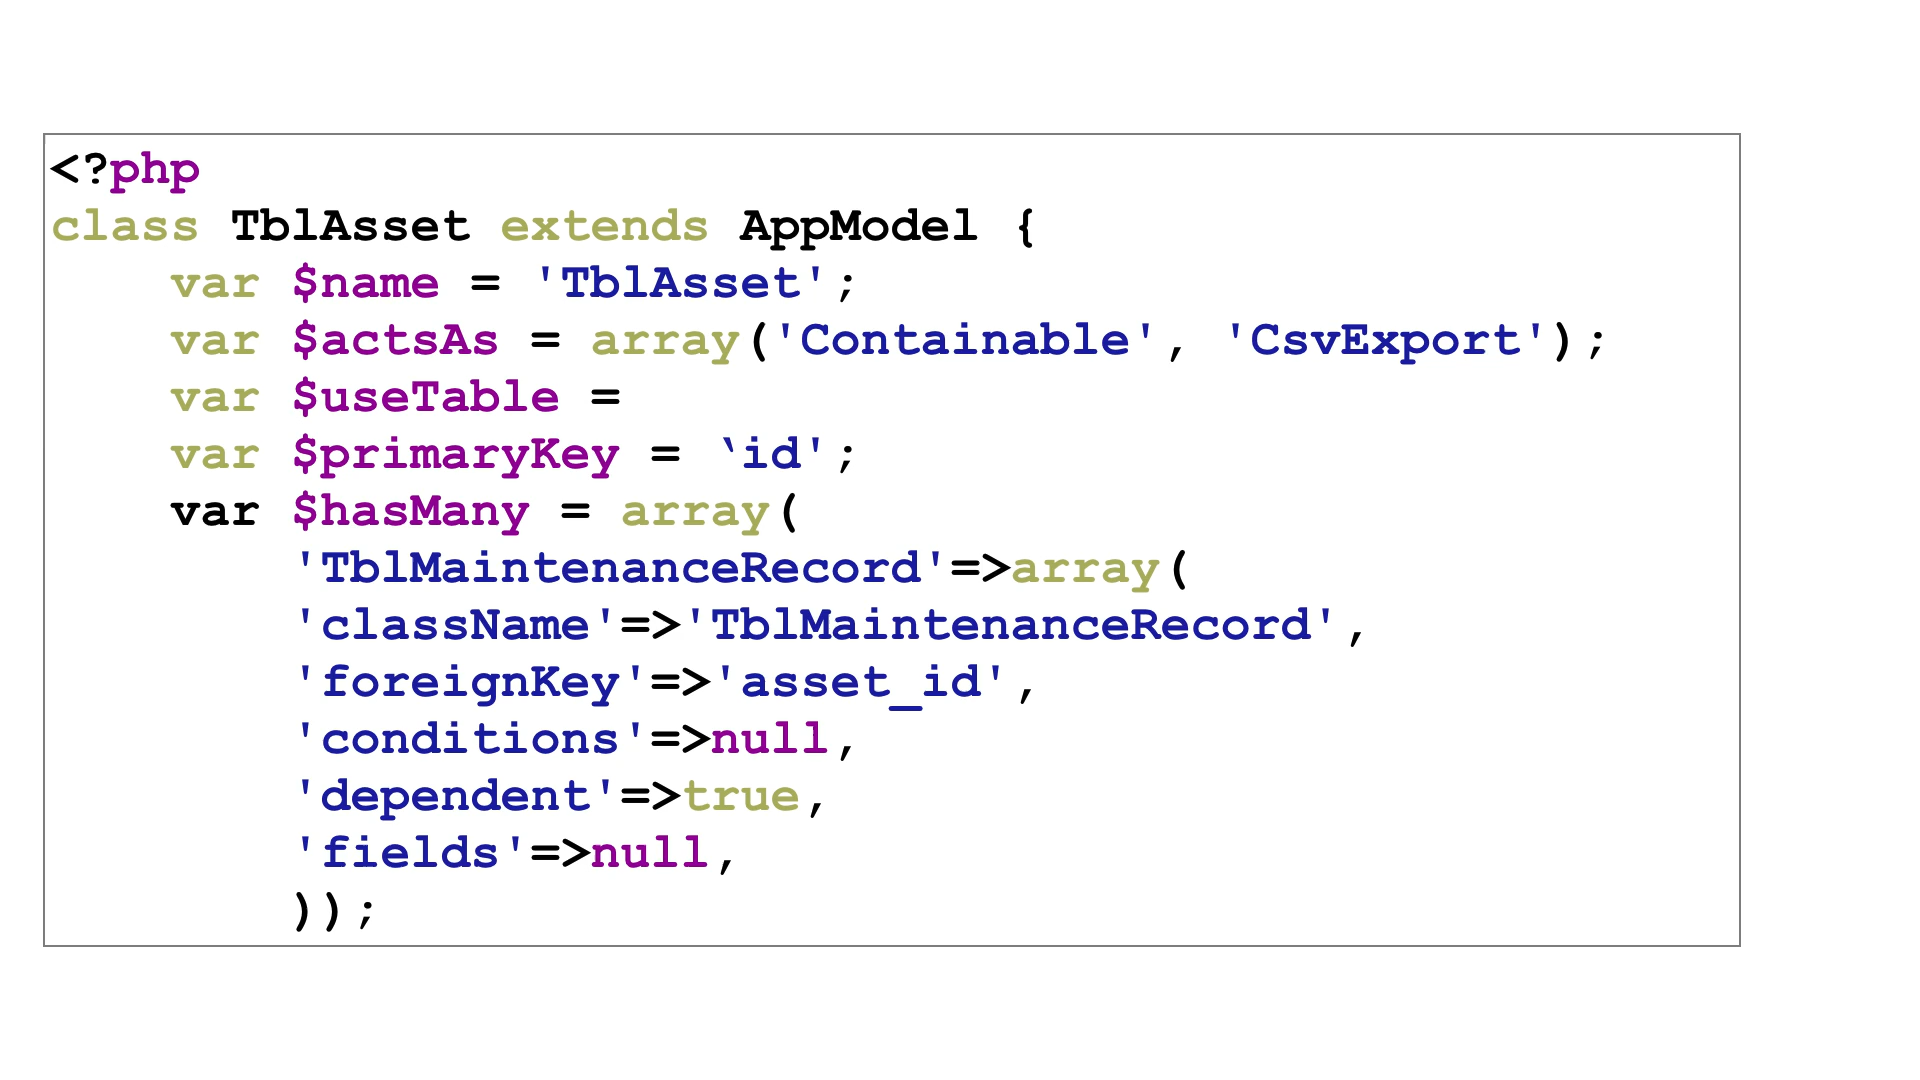 <?php
class TblAsset extends AppModel {
var $name = 'TblAsset';
var $actsAs = array('Containable', 'CsvExport');
var $useTable =
var $primaryKey = ‘id';
var $hasMany = array(
'TblMaintenanceRecord'=>array(
'className'=>'TblMaintenanceRecord',
'foreignKey'=>'asset_id',
'conditions'=>null,
'dependent'=>true,
'fields'=>null,
));